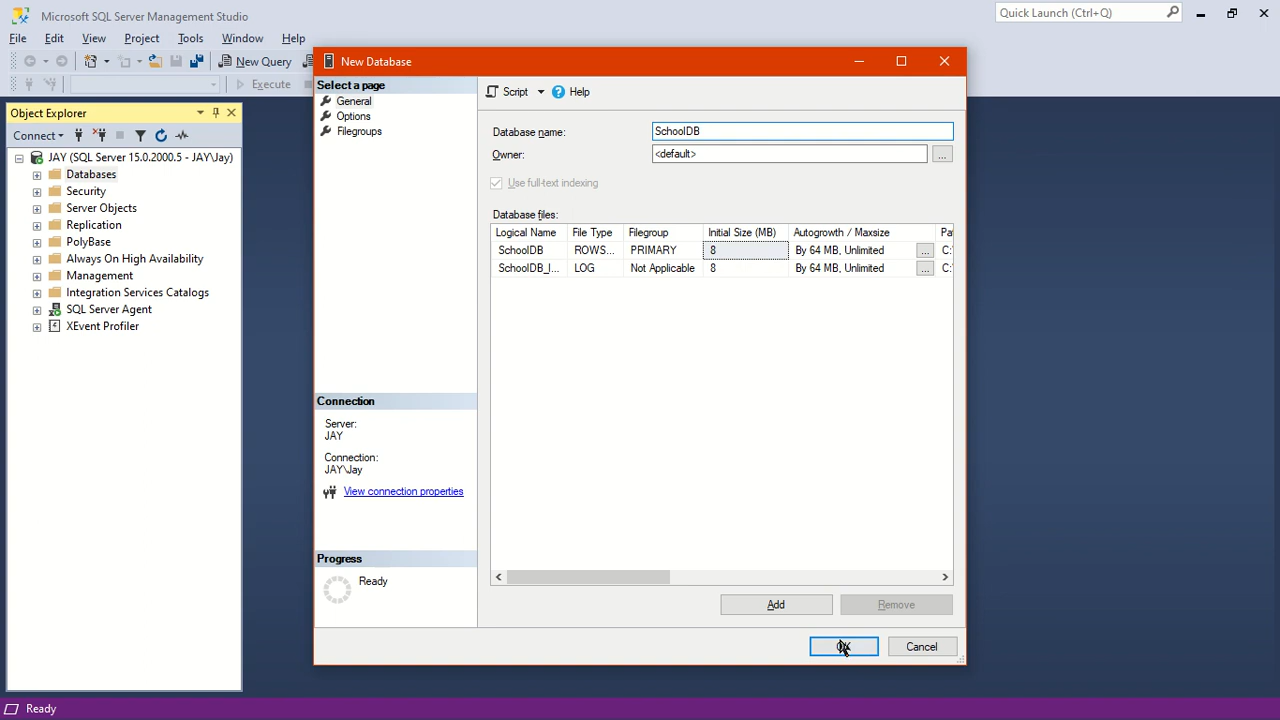 Microsoft SQL Server Management Studio
Quick Launch (Ctrl+Q)
File Edit View Project Tools Window Help
New Query
Execute
Object Explorer
Connect
JAY (SQL Server 15.0.2000.5 - JAY\Jay)
Databases
Security
Server Objects
Replication
PolyBase
Always On High Availability
Management
Integration Services Catalogs
SQL Server Agent
XEvent Profiler
New Database
Select a page
General
Options
Filegroups
Connection
Server:
JAY
Connection:
JAY\Jay
View connection properties
Progress
Ready
Script Help
Database name: SchoolDB
Owner: <default> ...
Use full-text indexing
Database files:
Logical Name File Type Filegroup Initial Size (MB) Autogrowth / Maxsize Pa
SchoolDB ROWS... PRIMARY 8 By 64 MB, Unlimited ... C:
SchoolDB_l... LOG Not Applicable 8 By 64 MB, Unlimited ... C:
Add Remove
OK Cancel
Ready